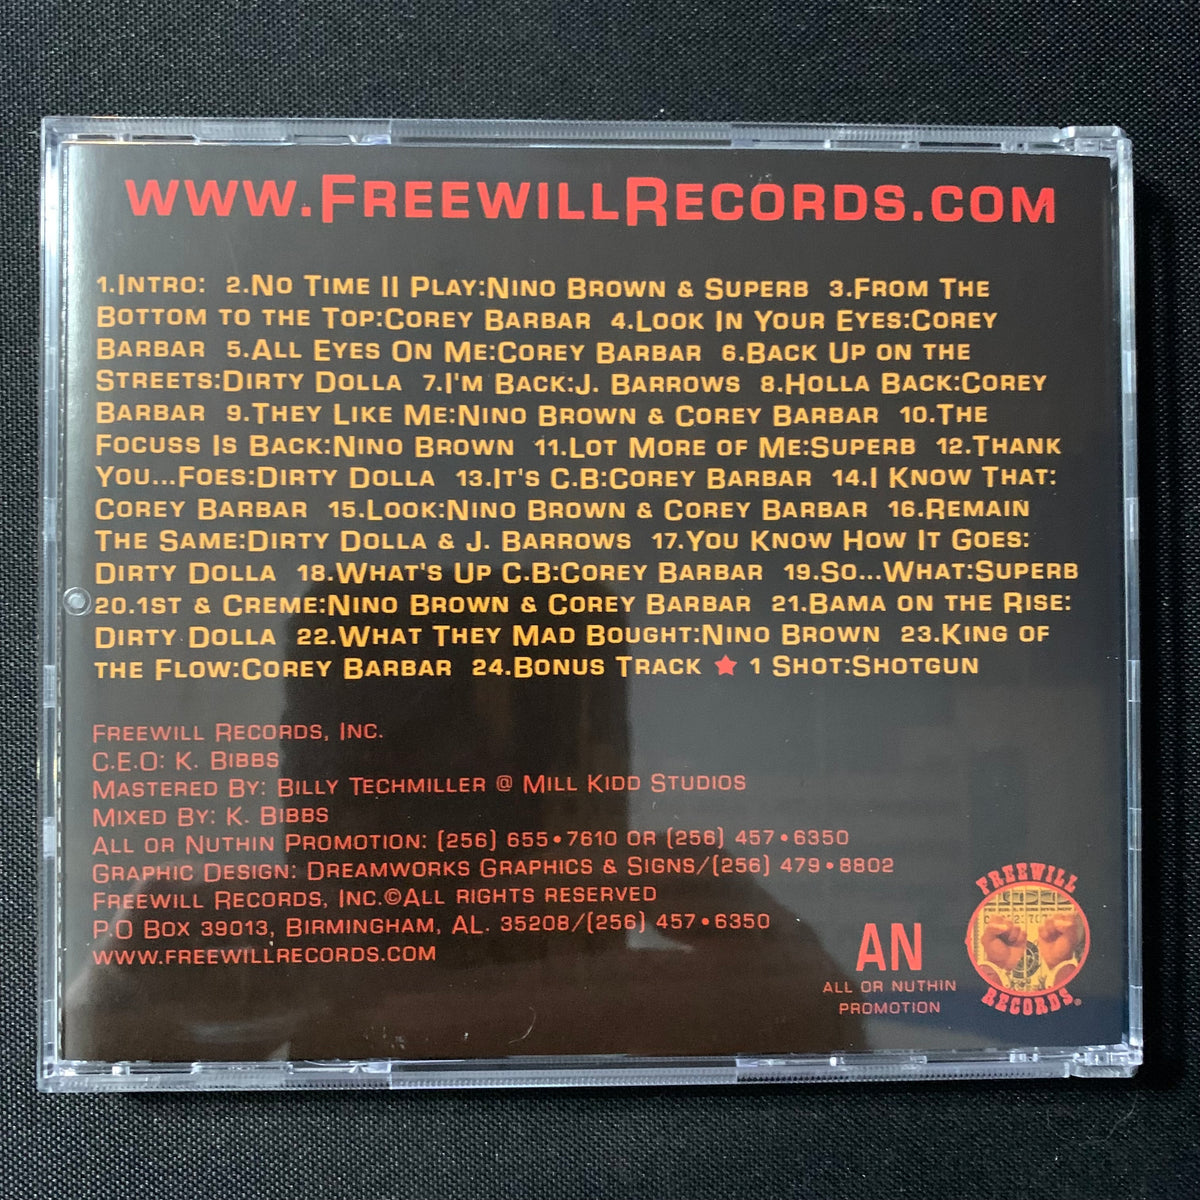 WWW.FREEWILLRECORDS.COM
1.INTRO: 2.NO TIME II PLAY:NINO BROWN & SUPERB 3.FROM THE
BOTTOM TO THE TOP:COREY BARBAR 4.LOOK IN YOUR EYES:COREY
BARBAR 5.ALL EYES ON ME:COREY BARBAR 6.BACK UP ON THE
STREETS:DIRTY DOLLA 7.I'M BACK:J. BARROWS 8.HOLLA BACK:COREY
BARBAR 9.THEY LIKE ME:NINO BROWN & COREY BARBAR 10.THE
FOCUSS IS BACK:NINO BROWN 11.LOT MORE OF ME:SUPERB 12.THANK
YOU...FOES:DIRTY DOLLA 13.IT'S C.B:COREY BARBAR 14.I KNOW THAT:
COREY BARBAR 15.LOOK:NINO BROWN & COREY BARBAR 16.REMAIN
THE SAME:DIRTY DOLLA & J. BARROWS 17.YOU KNOW HOW IT GOES:
DIRTY DOLLA 18.WHAT'S UP C.B:COREY BARBAR 19.SO...WHAT:SUPERB
20.1ST & CREME:NINO BROWN & COREY BARBAR 21.BAMA ON THE RISE:
DIRTY DOLLA 22.WHAT THEY MAD BOUGHT:NINO BROWN 23.KING OF
THE FLOW:COREY BARBAR 24.BONUS TRACK ★ 1 SHOT:SHOTGUN
FREEWILL RECORDS, INC.
C.E.O: K. BIBBS
MASTERED BY: BILLY TECHMILLER @ MILL KIDD STUDIOS
MIXED BY: K. BIBBS
ALL OR NUTHIN PROMOTION: (256) 655•7610 OR (256) 457•6350
GRAPHIC DESIGN: DREAMWORKS GRAPHICS & SIGNS/(256) 479•8802
FREEWILL RECORDS, INC.©ALL RIGHTS RESERVED
P.O BOX 39013, BIRMINGHAM, AL. 35208/(256) 457•6350
WWW.FREEWILLRECORDS.COM
AN
ALL OR NUTHIN
PROMOTION
FREEWILL
RECORDS®